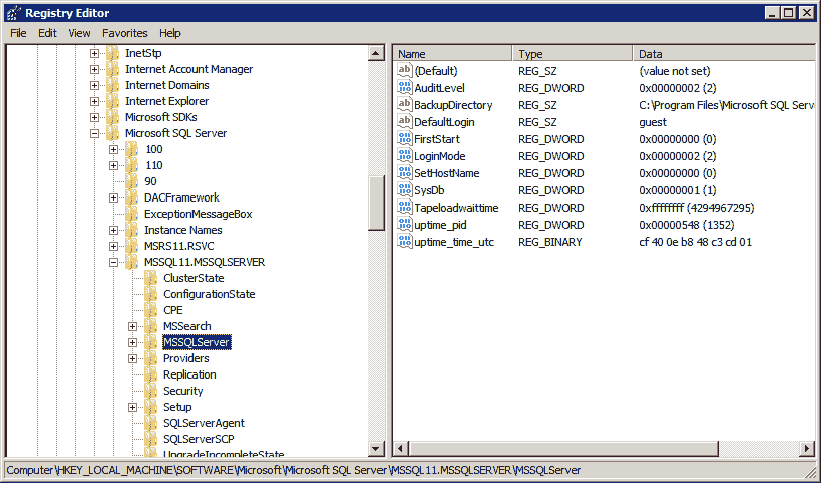 Registry Editor
File Edit View Favorites Help
InetStp
Internet Account Manager
Internet Domains
Internet Explorer
Microsoft SDKs
Microsoft SQL Server
100
110
90
DACFramework
ExceptionMessageBox
Instance Names
MSRS11.RSVC
MSSQL11.MSSQLSERVER
ClusterState
ConfigurationState
CPE
MSSearch
MSSQLServer
Providers
Replication
Security
Setup
SQLServerAgent
SQLServerSCP
UpgradeIncompleteState
Name Type Data
ab (Default) REG_SZ (value not set)
AuditLevel REG_DWORD 0x00000002 (2)
ab BackupDirectory REG_SZ C:\Program Files\Microsoft SQL Serv
ab DefaultLogin REG_SZ guest
FirstStart REG_DWORD 0x00000000 (0)
LoginMode REG_DWORD 0x00000002 (2)
SetHostName REG_DWORD 0x00000000 (0)
SysDb REG_DWORD 0x00000001 (1)
Tapeloadwaittime REG_DWORD 0xffffffff (4294967295)
uptime_pid REG_DWORD 0x00000548 (1352)
uptime_time_utc REG_BINARY cf 40 0e b8 48 c3 cd 01
Computer\HKEY_LOCAL_MACHINE\SOFTWARE\Microsoft\Microsoft SQL Server\MSSQL11.MSSQLSERVER\MSSQLServer